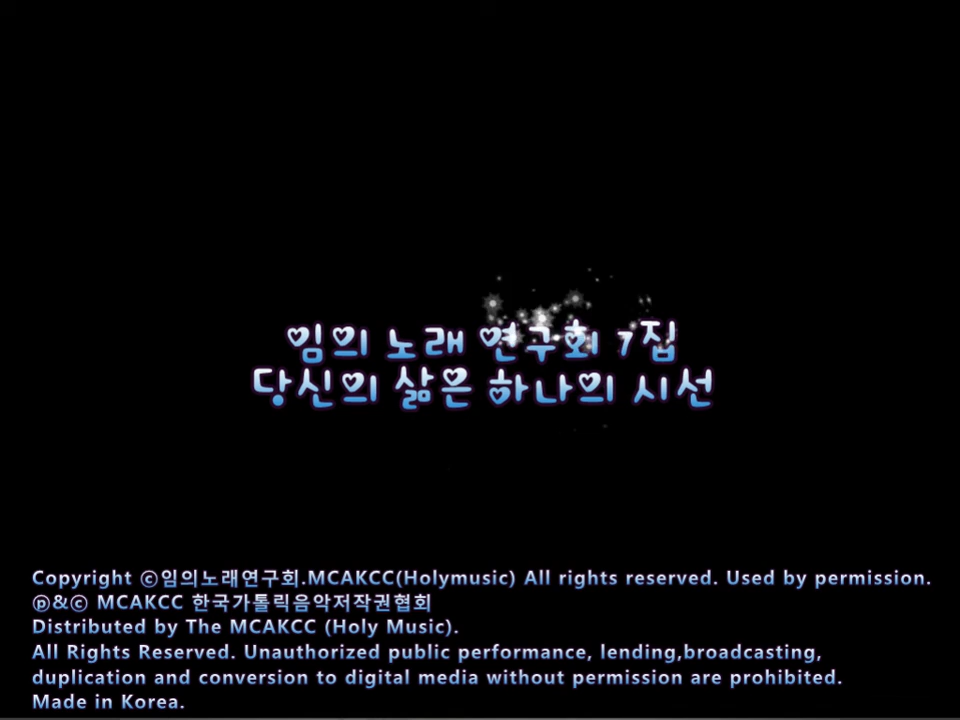 임의 노래 연구회 7집
당신의 삶은 하나의 시선
Copyright ⓒ임의노래연구회.MCAKCC(Holymusic) All rights reserved. Used by permission.
ⓟ&ⓒ MCAKCC 한국가톨릭음악저작권협회
Distributed by The MCAKCC (Holy Music).
All Rights Reserved. Unauthorized public performance, lending,broadcasting,
duplication and conversion to digital media without permission are prohibited.
Made in Korea.